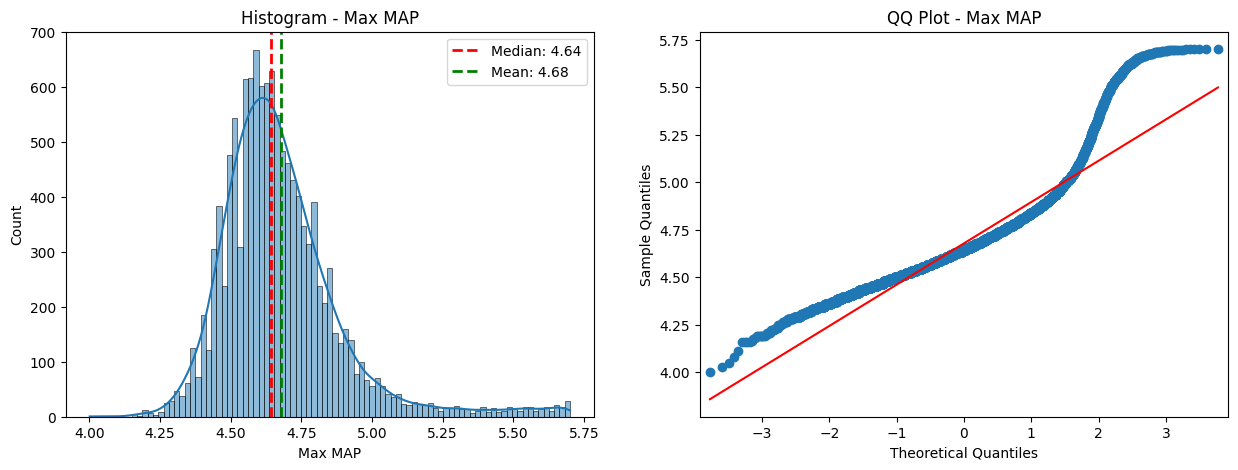 Histogram - Max MAP
Median: 4.64
Mean: 4.68
Count
700
600
500
400
300
200
100
0
4.00 4.25 4.50 4.75 5.00 5.25 5.50 5.75
Max MAP
QQ Plot - Max MAP
Sample Quantiles
5.75
5.50
5.25
5.00
4.75
4.50
4.25
4.00
−3 −2 −1 0 1 2 3
Theoretical Quantiles